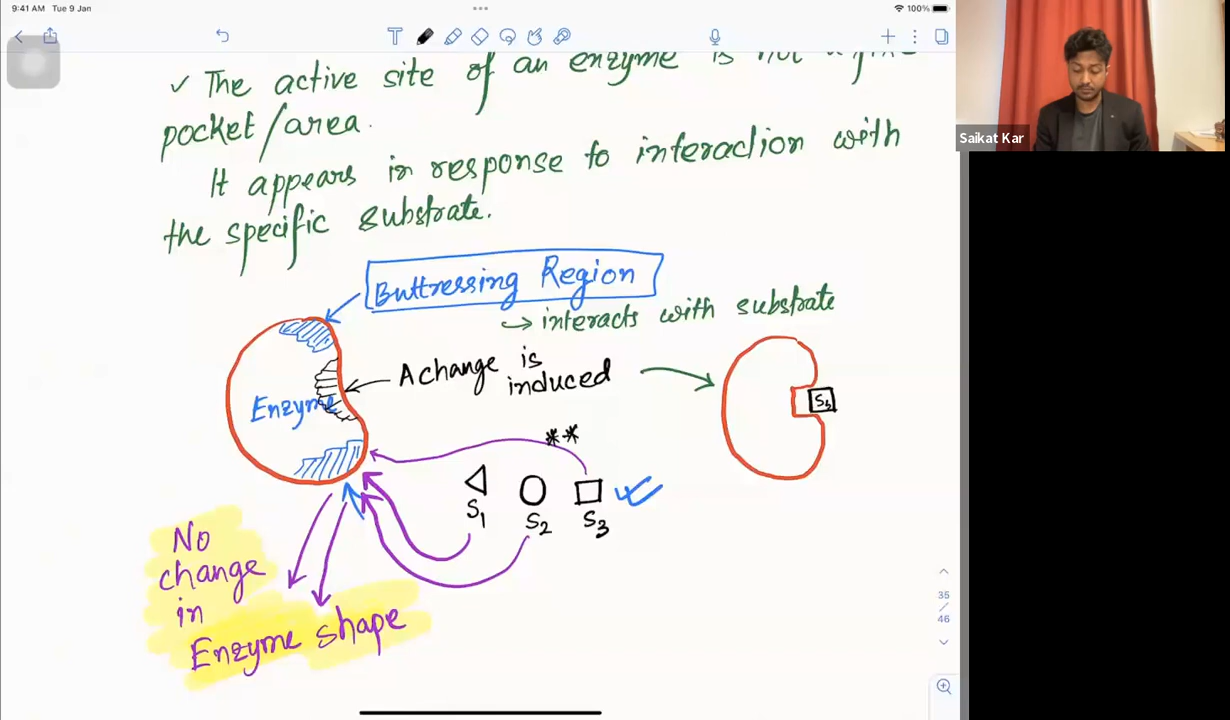 9:41 AM Tue 9 Jan
100%
✓ The active site of an enzyme is not a
pocket/area.
It appears in response to interaction with
the specific substrate.
Buttressing Region
↪ interacts with substrate
A change is
induced
Enzyme
S3
**
S1
S2
S3
No
change
in
Enzyme shape
35
/
46
Saikat Kar